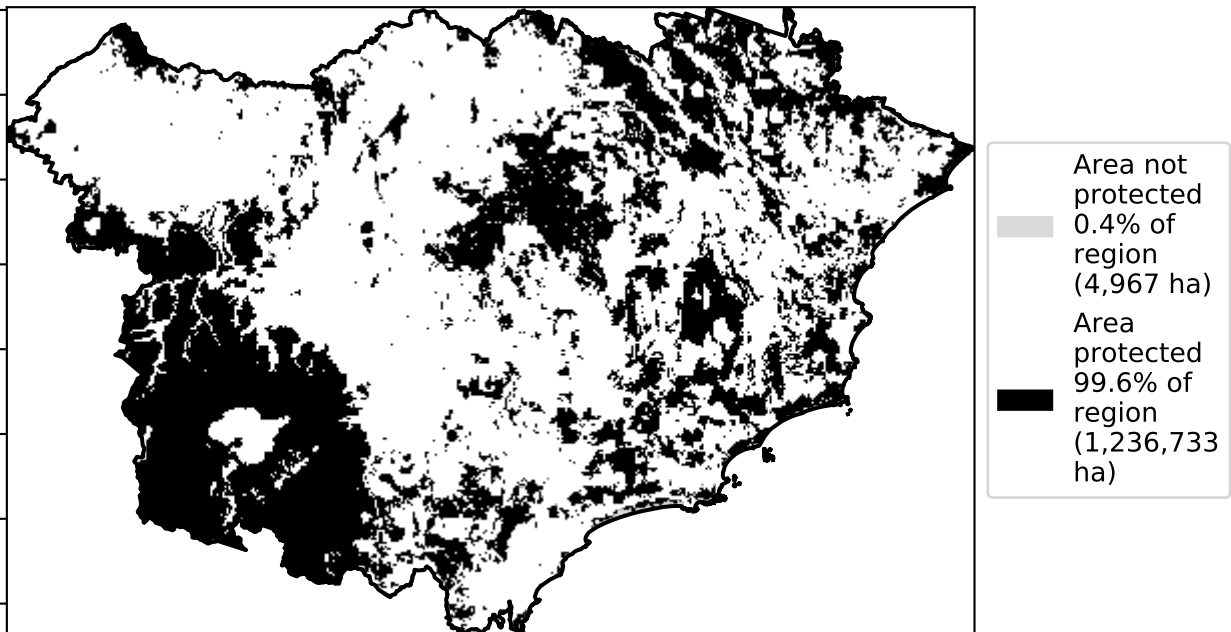 Area not
protected
0.4% of
region
(4,967 ha)
Area
protected
99.6% of
region
(1,236,733
ha)